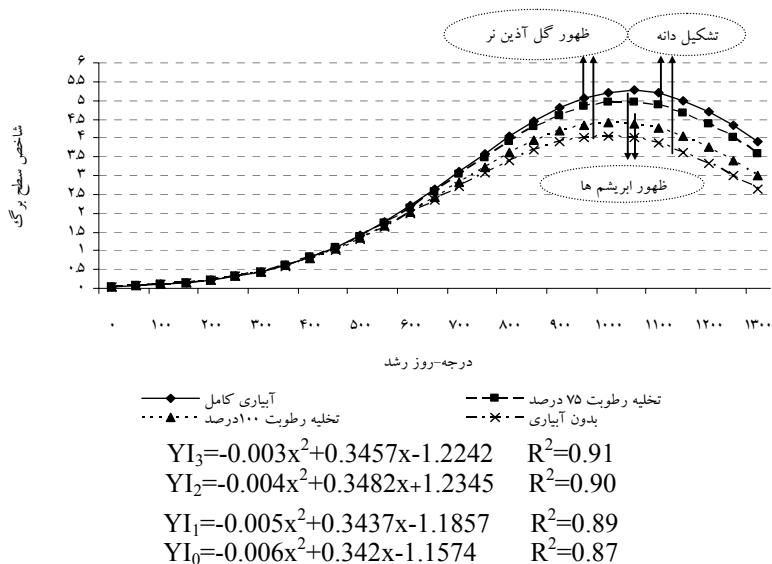 ظهور گل آذین نر
تشکیل دانه
۶
۵.۵
۵
۴.۵
۴
۳.۵
۳
۲.۵
۲
۱.۵
۱
۰.۵
۰
شاخص سطح برگ
ظهور ابریشم ها
۰ ۱۰۰ ۲۰۰ ۳۰۰ ۴۰۰ ۵۰۰ ۶۰۰ ۷۰۰ ۸۰۰ ۹۰۰ ۱۰۰۰ ۱۱۰۰ ۱۲۰۰ ۱۳۰۰
درجه-روز رشد
آبیاری کامل
تخلیه رطوبت ۷۵ درصد
تخلیه رطوبت ۱۰۰درصد
بدون آبیاری
YI₃=-0.003x²+0.3457x-1.2242 R²=0.91
YI₂=-0.004x²+0.3482x+1.2345 R²=0.90
YI₁=-0.005x²+0.3437x-1.1857 R²=0.89
YI₀=-0.006x²+0.342x-1.1574 R²=0.87